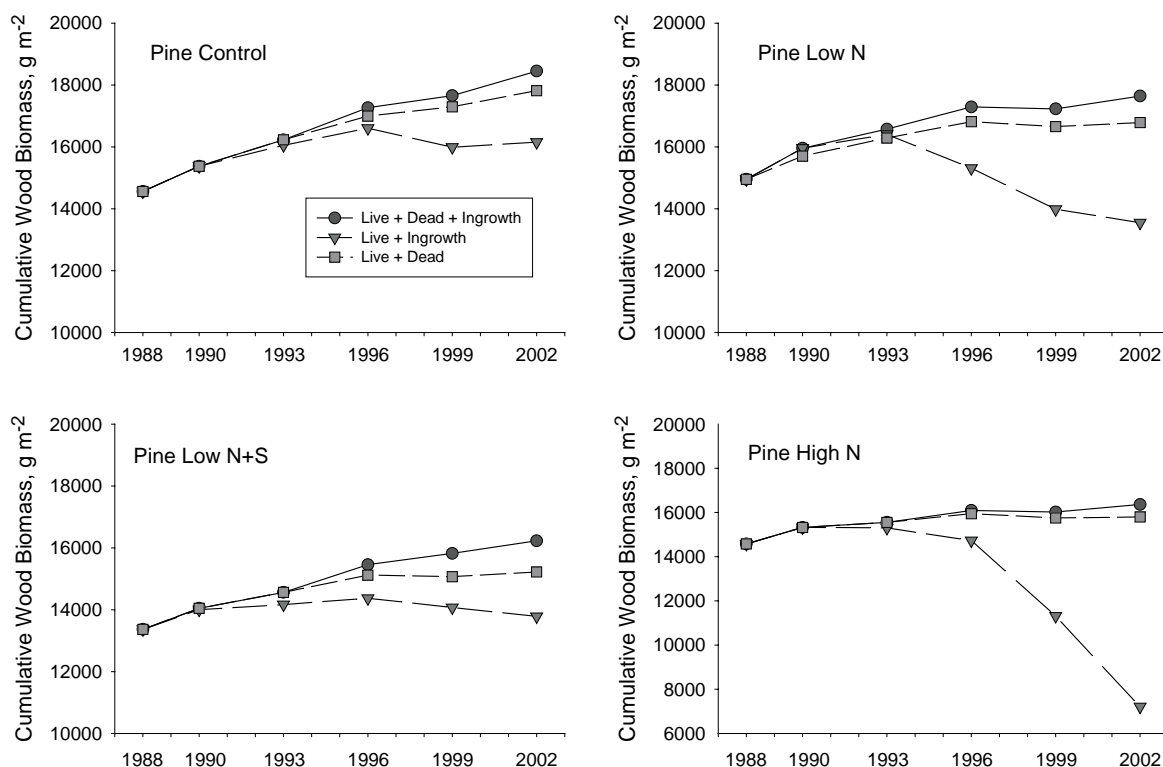 Pine Control
Cumulative Wood Biomass, g m-2
20000
18000
16000
14000
12000
10000
Live + Dead + Ingrowth
Live + Ingrowth
Live + Dead
1988 1990 1993 1996 1999 2002
Pine Low N
Cumulative Wood Biomass, g m-2
20000
18000
16000
14000
12000
10000
1988 1990 1993 1996 1999 2002
Pine Low N+S
Cumulative Wood Biomass, g m-2
20000
18000
16000
14000
12000
10000
1988 1990 1993 1996 1999 2002
Pine High N
Cumulative Wood Biomass, g m-2
20000
18000
16000
14000
12000
10000
8000
6000
1988 1990 1993 1996 1999 2002